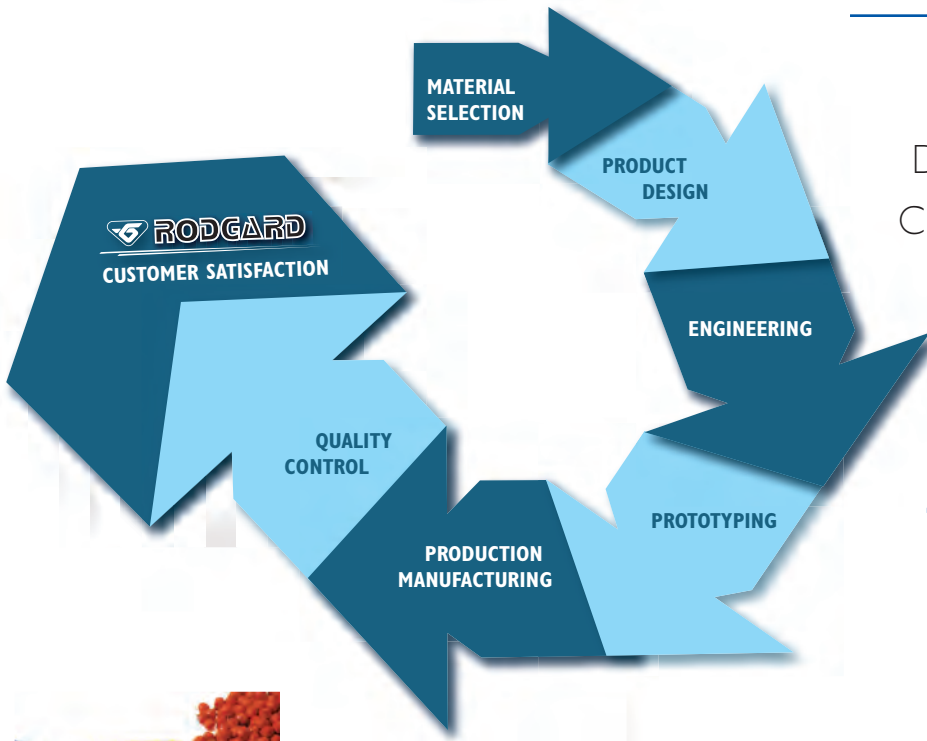 MATERIAL
SELECTION
PRODUCT
DESIGN
RODGARD
CUSTOMER SATISFACTION
ENGINEERING
QUALITY
CONTROL
PROTOTYPING
PRODUCTION
MANUFACTURING
D
C